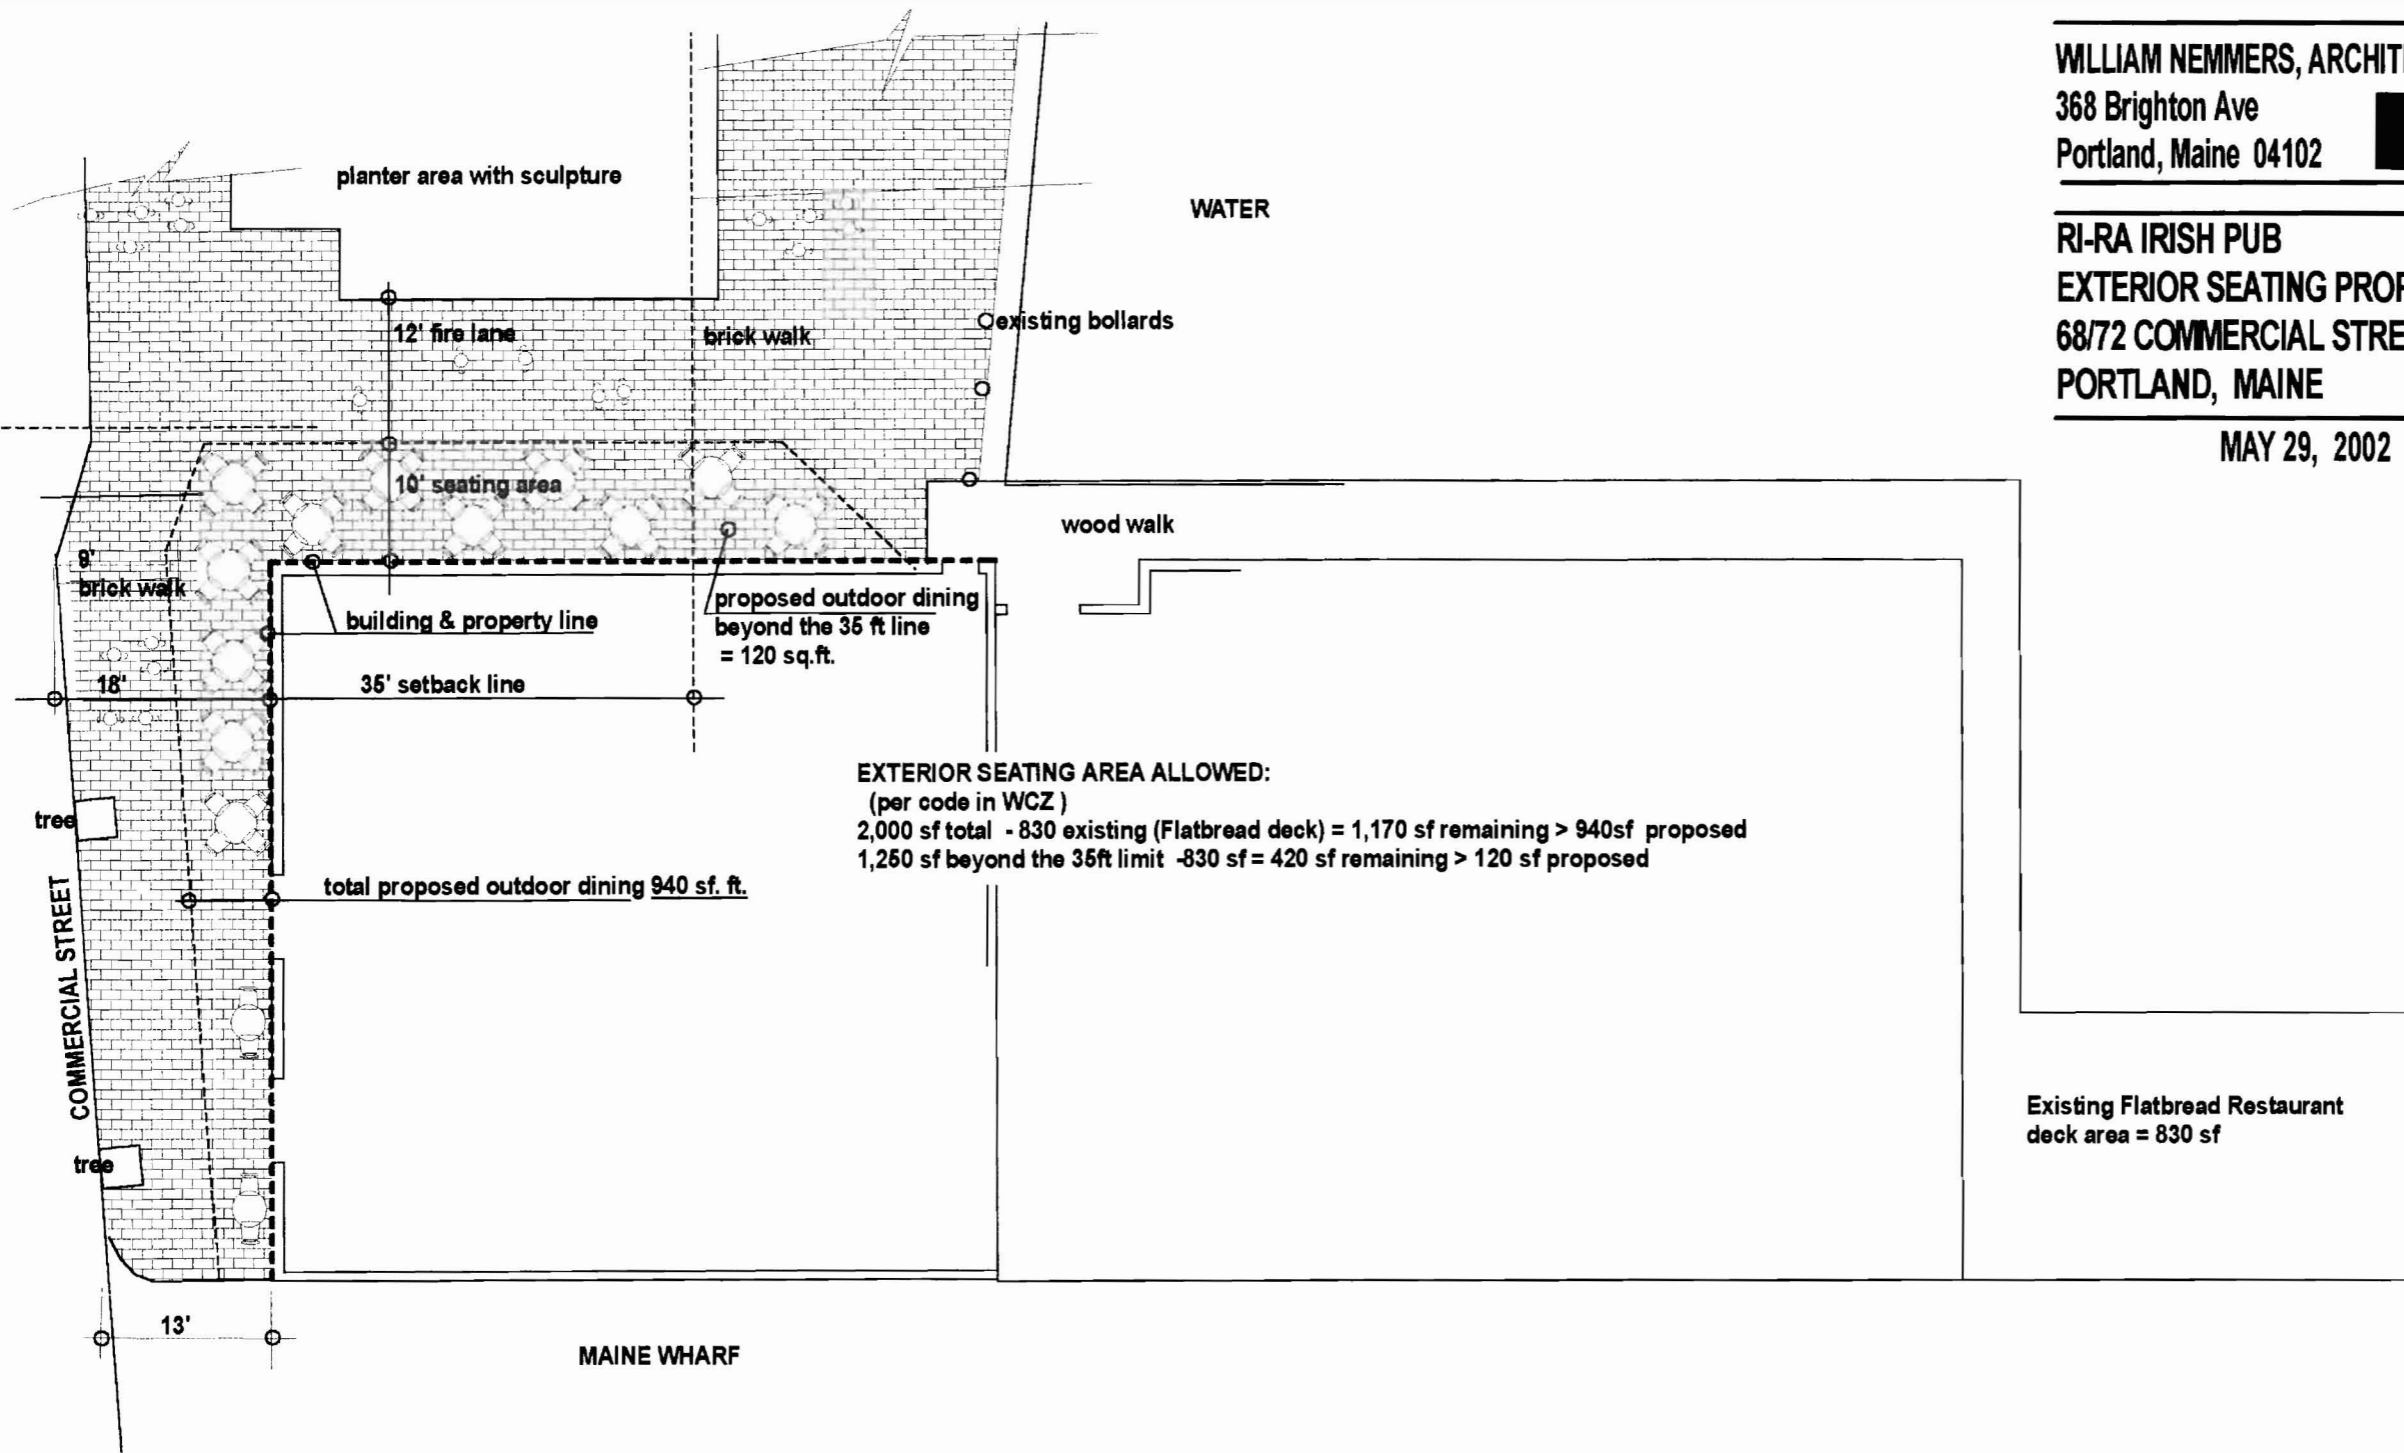 WILLIAM NEMMERS, ARCHIT
368 Brighton Ave
Portland, Maine 04102
RI-RA IRISH PUB
EXTERIOR SEATING PROP
68/72 COMMERCIAL STRE
PORTLAND, MAINE
MAY 29, 2002
planter area with sculpture
WATER
12' fire lane
brick walk
existing bollards
10' seating area
wood walk
brick walk
building & property line
proposed outdoor dining
beyond the 35 ft line
= 120 sq.ft.
18'
35' setback line
EXTERIOR SEATING AREA ALLOWED:
(per code in WCZ )
2,000 sf total - 830 existing (Flatbread deck) = 1,170 sf remaining > 940sf proposed
1,250 sf beyond the 35ft limit -830 sf = 420 sf remaining > 120 sf proposed
tree
total proposed outdoor dining 940 sf. ft.
COMMERCIAL STREET
tree
Existing Flatbread Restaurant
deck area = 830 sf
13'
MAINE WHARF